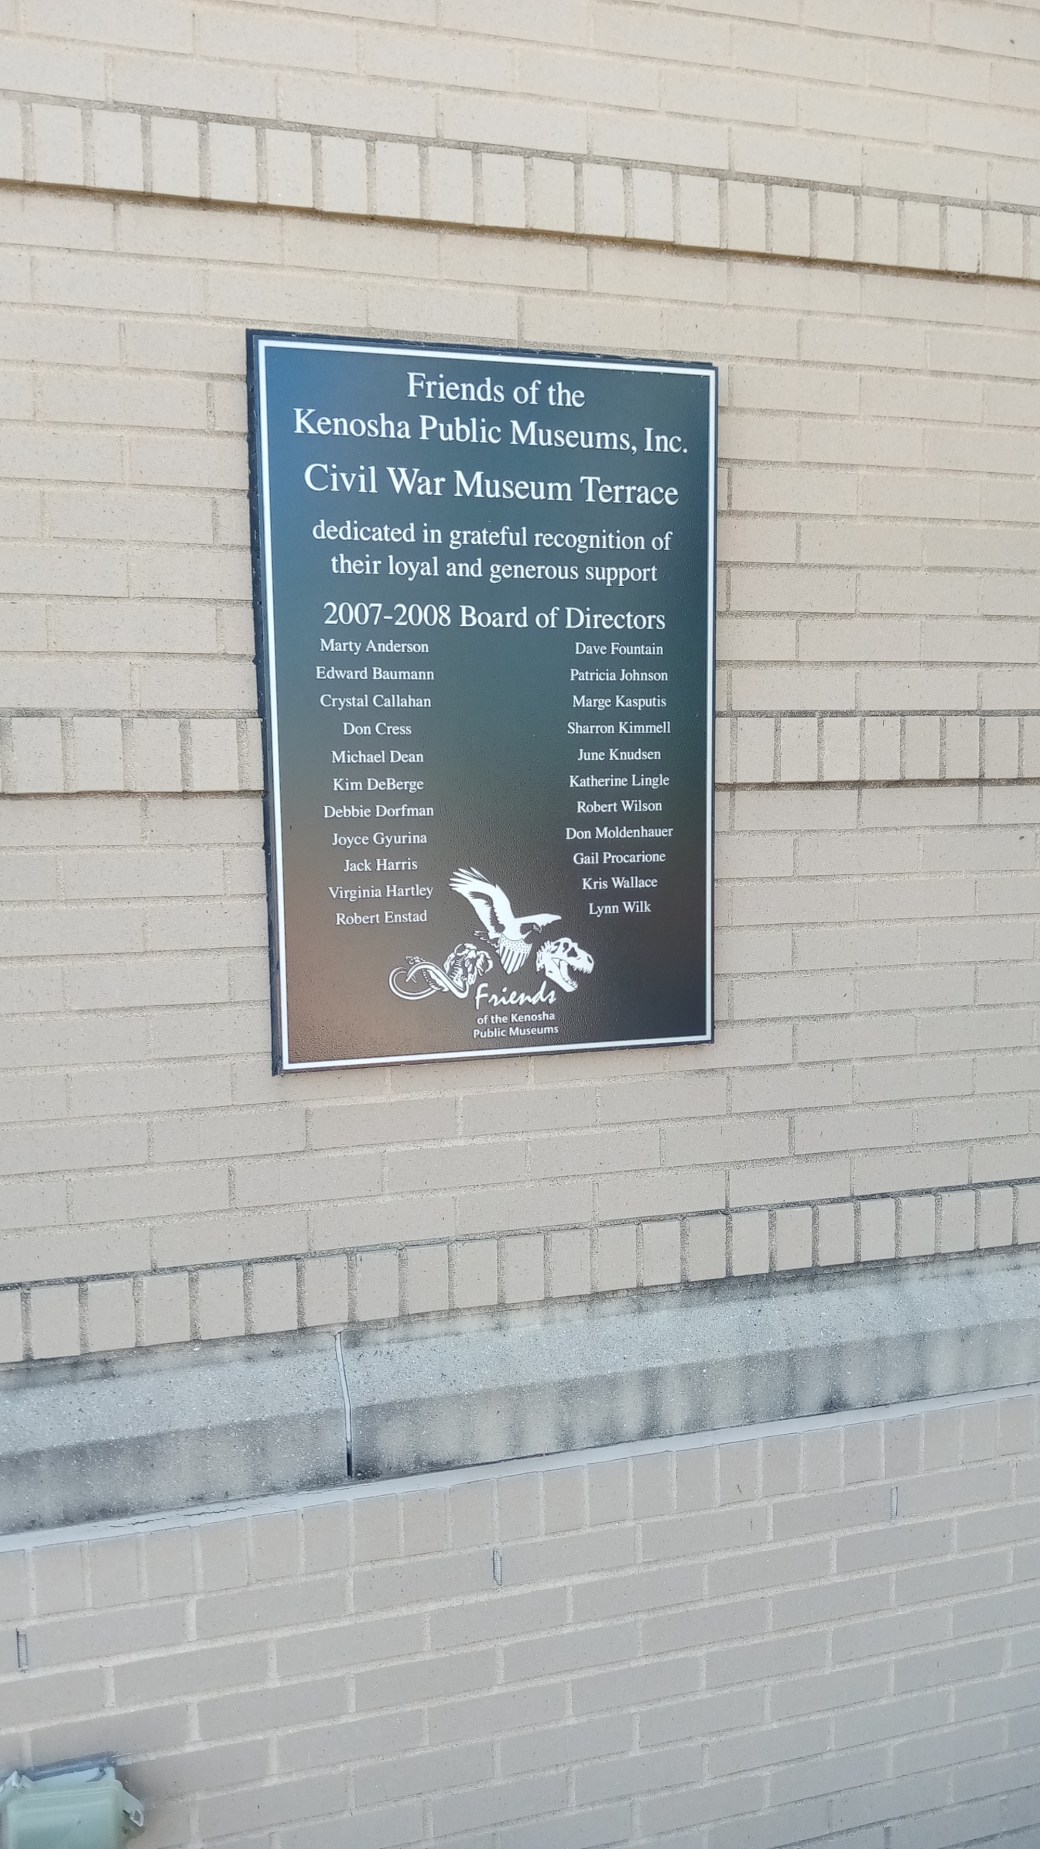 Friends of the
Kenosha Public Museums, Inc.
Civil War Museum Terrace
dedicated in grateful recognition of
their loyal and generous support
2007-2008 Board of Directors
Marty Anderson
Edward Baumann
Crystal Callahan
Don Cress
Michael Dean
Kim DeBerge
Debbie Dorfman
Joyce Gyurina
Jack Harris
Virginia Hartley
Robert Enstad
Dave Fountain
Patricia Johnson
Marge Kasputis
Sharron Kimmell
June Knudsen
Katherine Lingle
Robert Wilson
Don Moldenhauer
Gail Procarione
Kris Wallace
Lynn Wilk
Friends
of the Kenosha
Public Museums